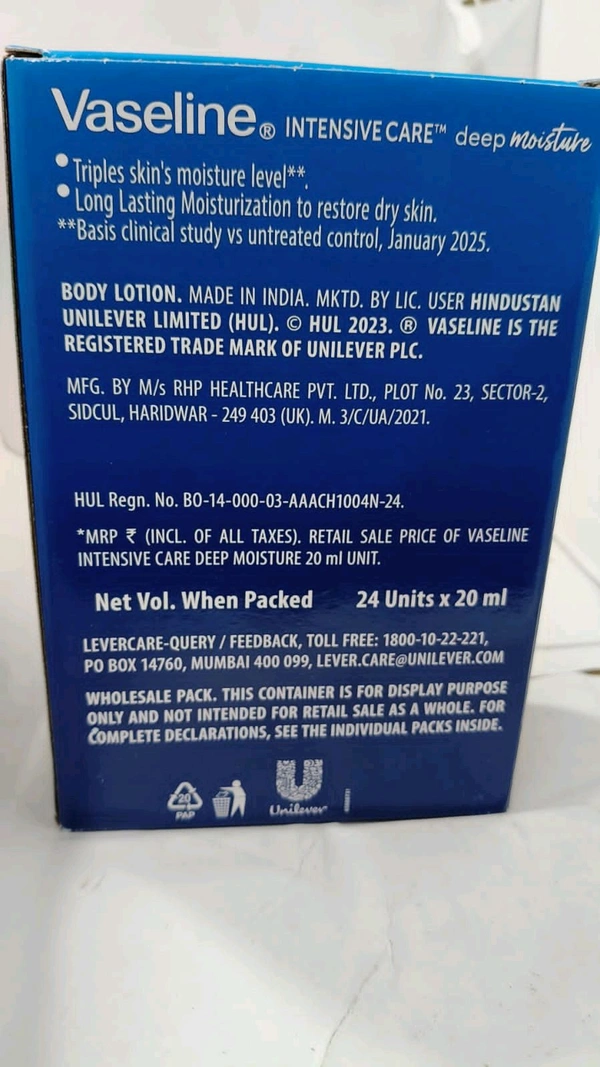 Vaseline® INTENSIVE CARE™ deep moisture
• Triples skin's moisture level**.
• Long Lasting Moisturization to restore dry skin.
**Basis clinical study vs untreated control, January 2025.
BODY LOTION. MADE IN INDIA. MKTD. BY LIC. USER HINDUSTAN
UNILEVER LIMITED (HUL). © HUL 2023. ® VASELINE IS THE
REGISTERED TRADE MARK OF UNILEVER PLC.
MFG. BY M/s RHP HEALTHCARE PVT. LTD., PLOT No. 23, SECTOR-2,
SIDCUL, HARIDWAR - 249 403 (UK). M. 3/C/UA/2021.
HUL Regn. No. BO-14-000-03-AAACH1004N-24.
*MRP ₹ (INCL. OF ALL TAXES). RETAIL SALE PRICE OF VASELINE
INTENSIVE CARE DEEP MOISTURE 20 ml UNIT.
Net Vol. When Packed 24 Units x 20 ml
LEVERCARE-QUERY / FEEDBACK, TOLL FREE: 1800-10-22-221,
PO BOX 14760, MUMBAI 400 099, LEVER.CARE@UNILEVER.COM
WHOLESALE PACK. THIS CONTAINER IS FOR DISPLAY PURPOSE
ONLY AND NOT INTENDED FOR RETAIL SALE AS A WHOLE. FOR
COMPLETE DECLARATIONS, SEE THE INDIVIDUAL PACKS INSIDE.
20
PAP
Unilever